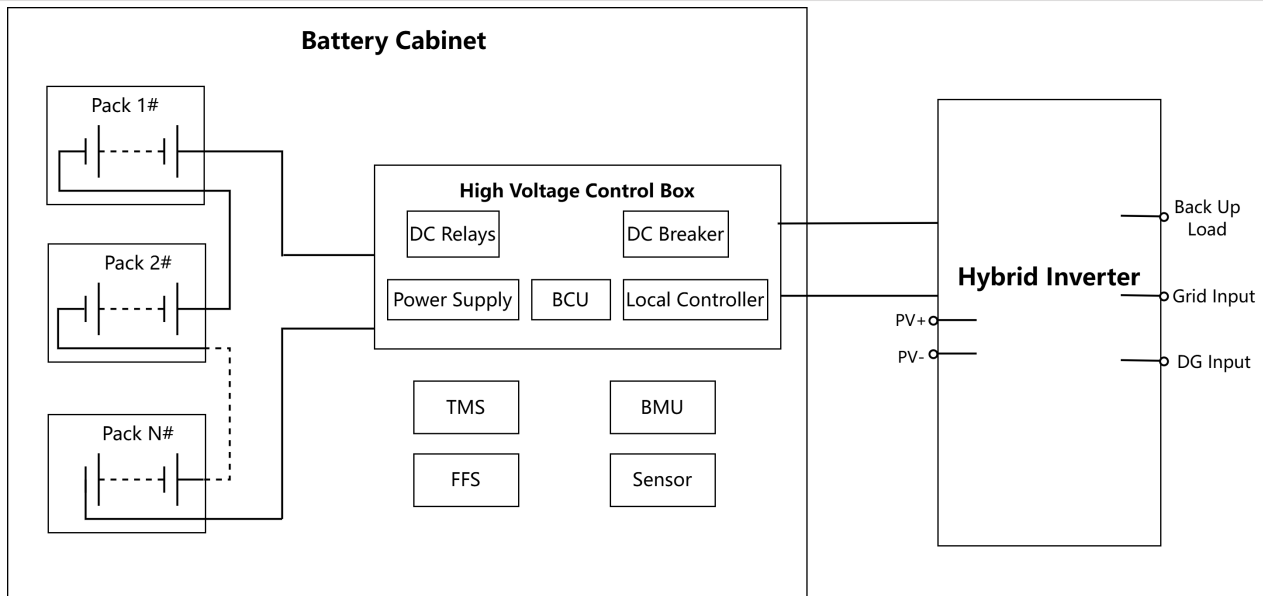 Battery Cabinet
Pack 1#
Pack 2#
Pack N#
High Voltage Control Box
DC Relays
DC Breaker
Power Supply
BCU
Local Controller
TMS
BMU
FFS
Sensor
Hybrid Inverter
PV+
PV-
Back Up
Load
Grid Input
DG Input